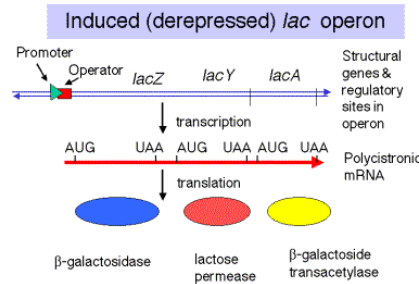 Induced (derepressed) lac operon
Promoter
Operator
lacZ
lacY
lacA
Structural
genes &
regulatory
sites in
operon
transcription
AUG
UAA
AUG
UAA
AUG
UAA
Polycistronic
mRNA
translation
β-galactosidase
lactose
permease
β-galactoside
transacetylase